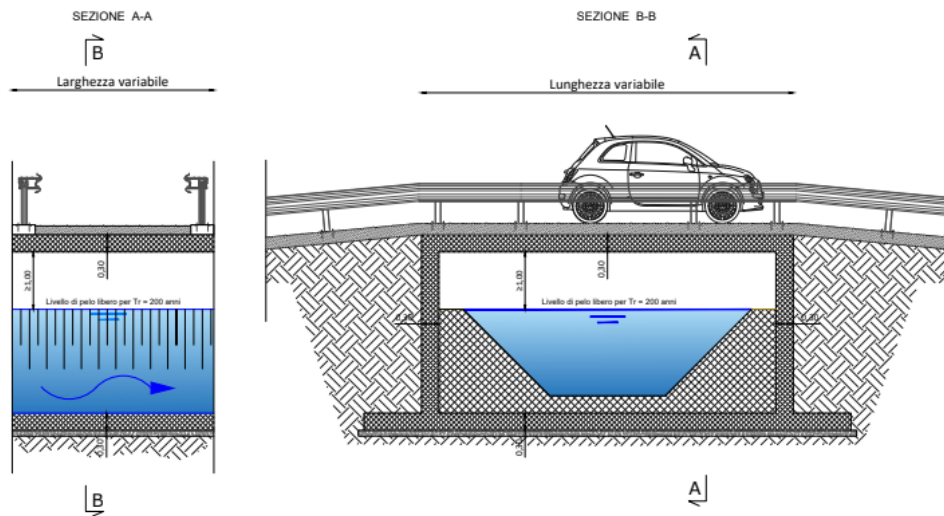 SEZIONE A-A
B
Larghezza variabile
0,30
≥1,00
Livello di pelo libero per Tr = 200 anni
0,30
B
SEZIONE B-B
A
Lunghezza variabile
0,30
≥1,00
Livello di pelo libero per Tr = 200 anni
0,30
0,30
0,30
A